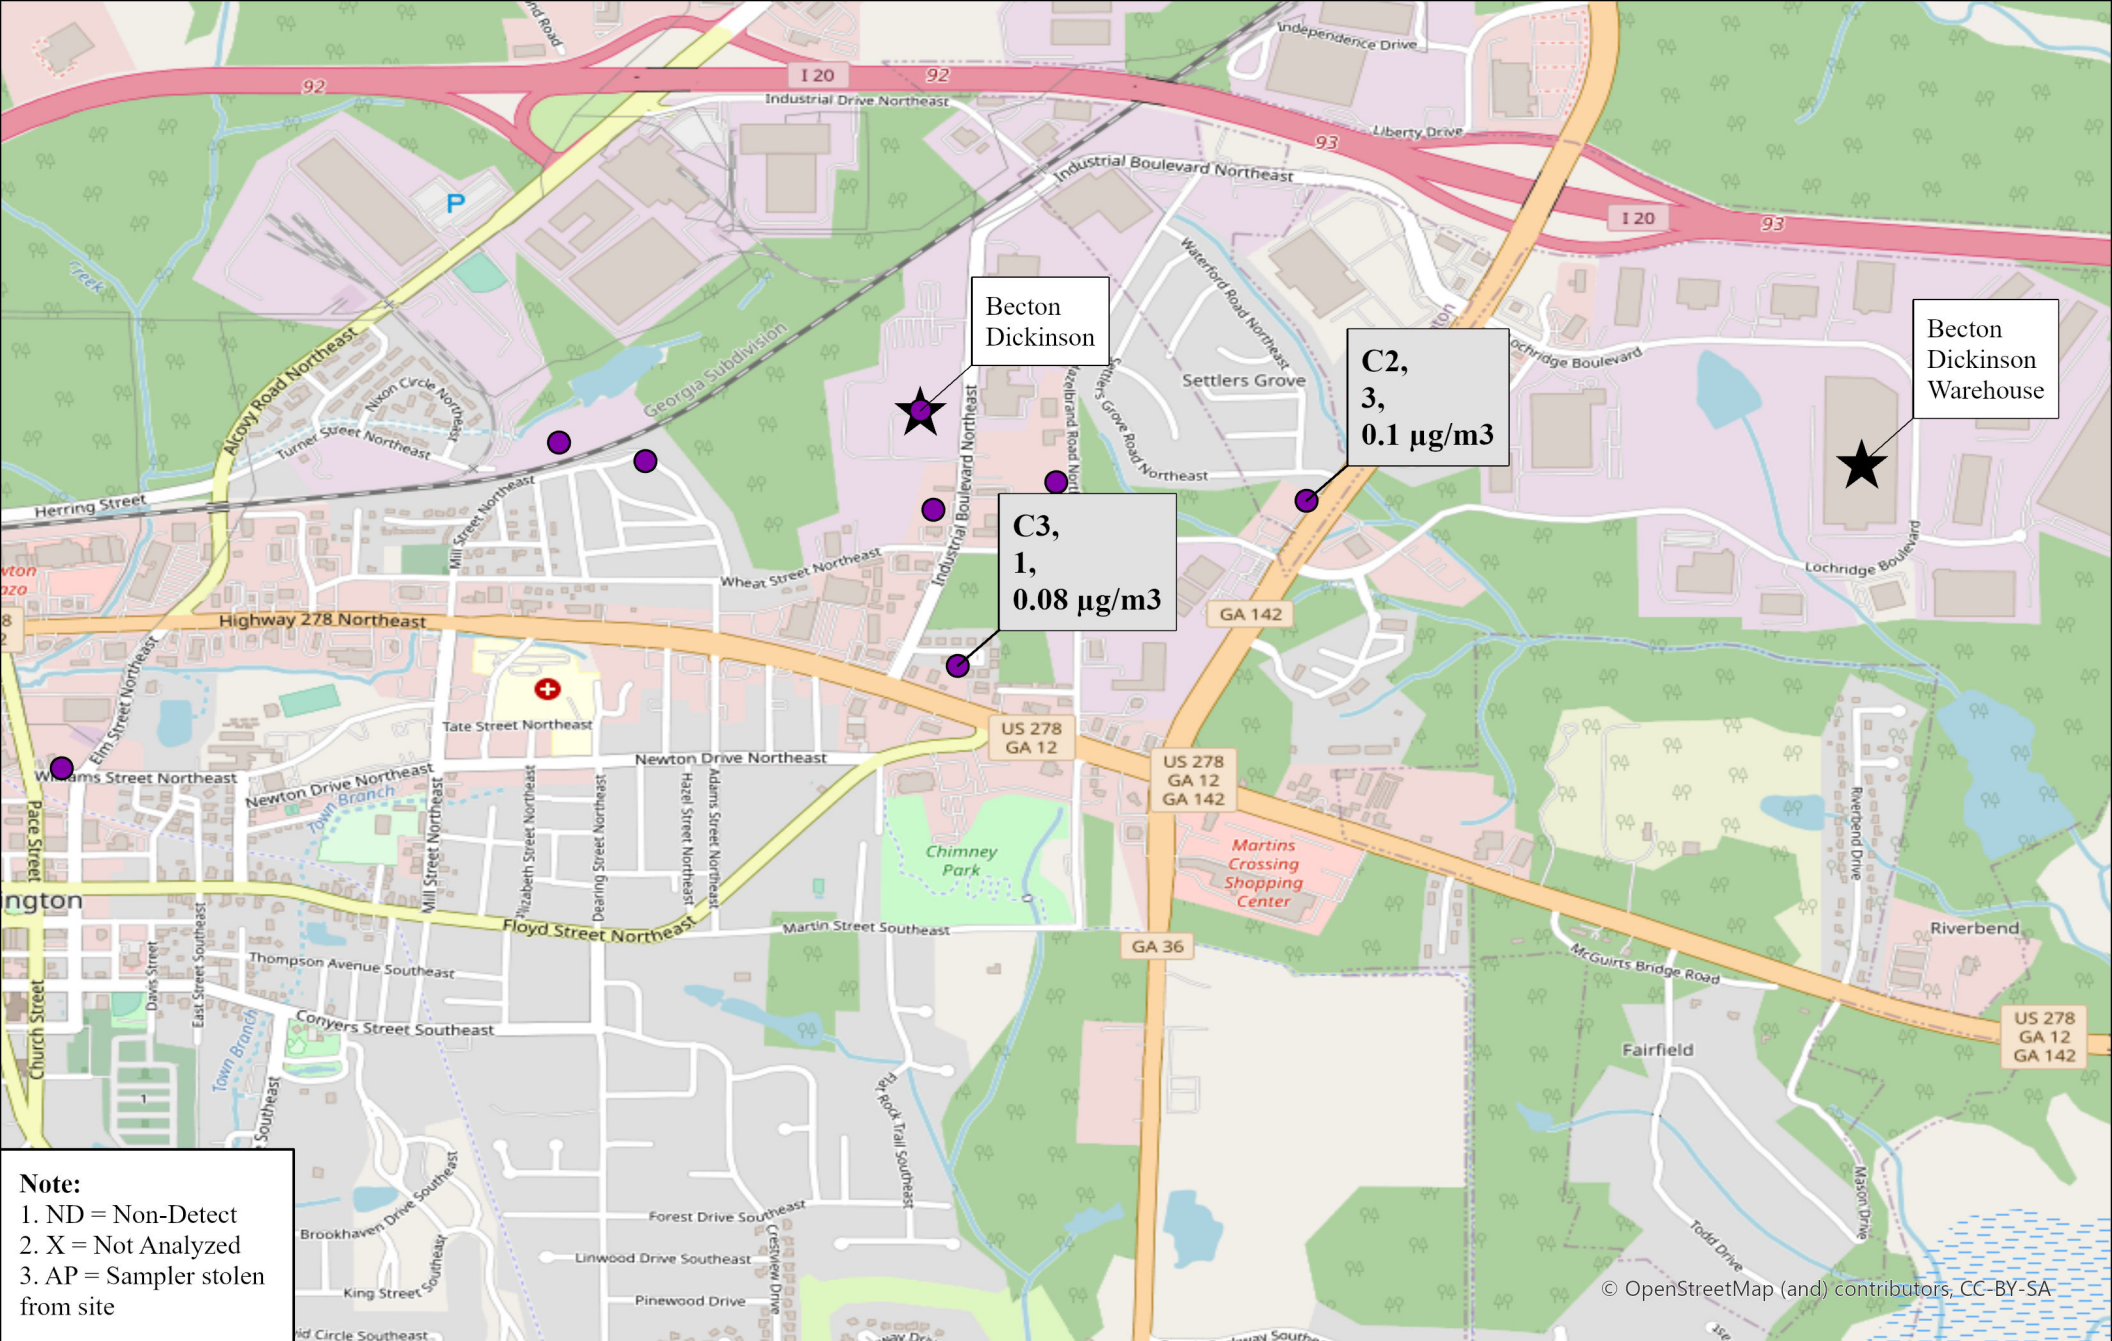 Independence Drive
92
I 20
92
Industrial Drive Northeast
Liberty Drive
93
Industrial Boulevard Northeast
P
I 20
93
Creek
Waterford Road Northeast
Becton
Dickinson
Becton
Dickinson
Warehouse
Georgia Subdivision
Alcovy Road Northeast
Nixon Circle Northeast
Turner Street Northeast
Settlers Grove
C2,
3,
0.1 µg/m3
Settlers Grove Road Northeast
Industrial Boulevard Northeast
Herring Street
Mill Street Northeast
C3,
1,
0.08 µg/m3
Wheat Street Northeast
Lochridge Boulevard
GA 142
Highway 278 Northeast
Elm Street Northeast
Tate Street Northeast
US 278
GA 12
US 278
GA 12
GA 142
Newton Drive Northeast
Street Northeast
Newton Drive Northeast
Town Branch
Pace Street
Mill Street Northeast
Dearing Street Northeast
Hazel Street Northeast
Adams Street Northeast
Chimney
Park
Martins
Crossing
Shopping
Center
Riverbend Drive
Floyd Street Northeast
Martin Street Southeast
GA 36
Riverbend
McGuirts Bridge Road
Thompson Avenue Southeast
Davis Street
East Street Southeast
Church Street
Conyers Street Southeast
Town Branch
US 278
GA 12
GA 142
Fairfield
1
Flat Rock Trail Southeast
Southeast
Note:
1. ND = Non-Detect
2. X = Not Analyzed
3. AP = Sampler stolen
from site
Brookhaven Drive Southeast
Forest Drive Southeast
Linwood Drive Southeast
Crestview Drive
King Street Southeast
Pinewood Drive
Mason Drive
Todd Drive
Circle Southeast
© OpenStreetMap (and) contributors, CC-BY-SA